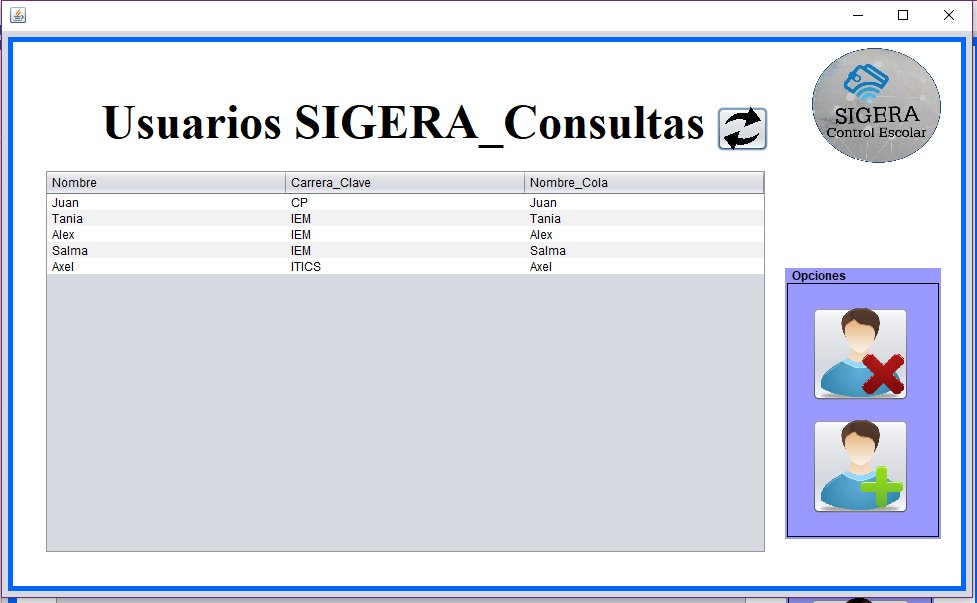 Usuarios SIGERA_Consultas
SIGERA
Control Escolar
Nombre Carrera_Clave Nombre_Cola
Juan CP Juan
Tania IEM Tania
Alex IEM Alex
Salma IEM Salma
Axel ITICS Axel
Opciones